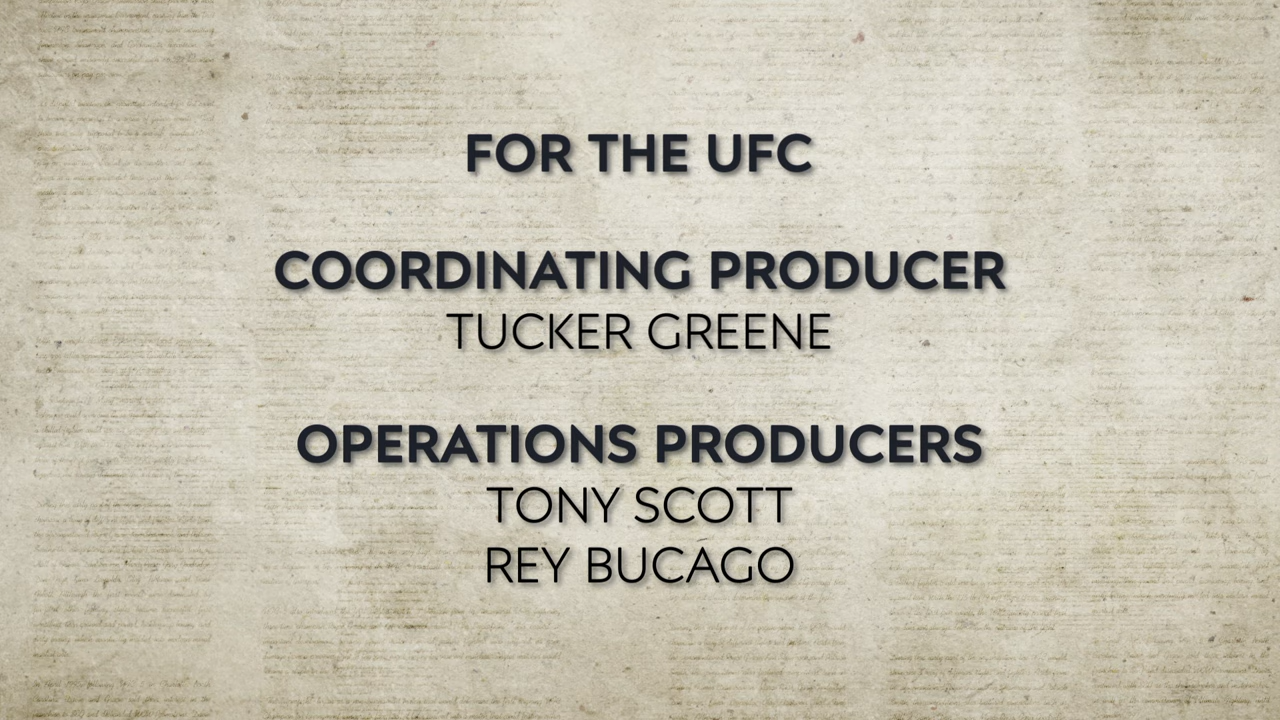 FOR THE UFC
COORDINATING PRODUCER
TUCKER GREENE
OPERATIONS PRODUCERS
TONY SCOTT
REY BUCAGO